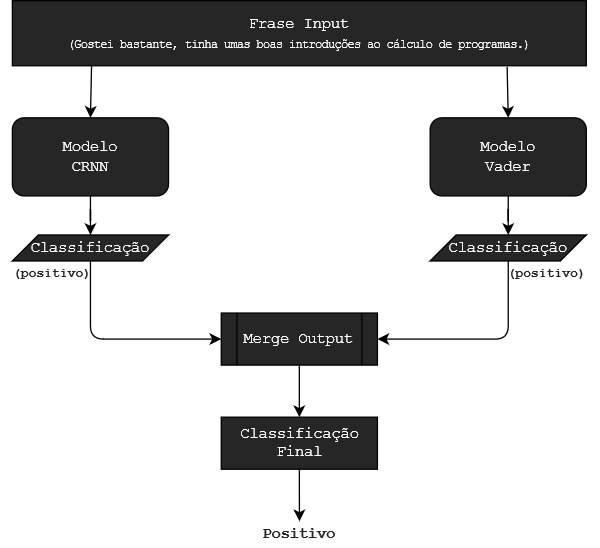 Frase Input
(Gostei bastante, tinha umas boas introduções ao cálculo de programas.)
Modelo
CRNN
Modelo
Vader
Classificação
(positivo)
Classificação
(positivo)
Merge Output
Classificação
Final
Positivo